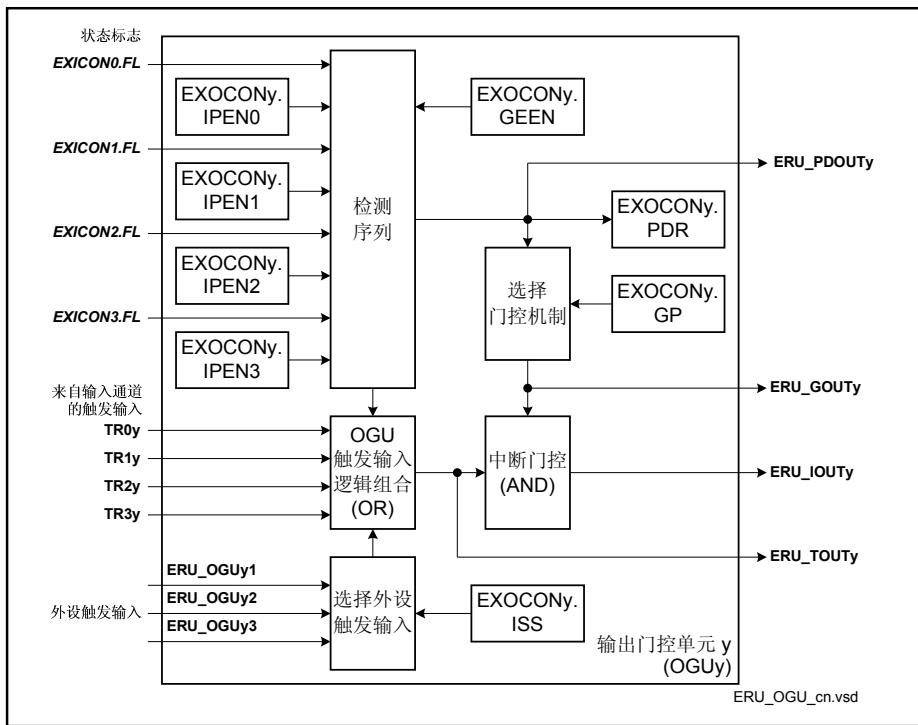 状态标志
EXICON0.FL
EXOCONy.
IPEN0
EXICON1.FL
EXOCONy.
IPEN1
EXICON2.FL
EXOCONy.
IPEN2
EXICON3.FL
EXOCONy.
IPEN3
检测
序列
EXOCONy.
GEEN
ERU_PDOUTy
EXOCONy.
PDR
选择
门控机制
EXOCONy.
GP
ERU_GOUTy
来自输入通道
的触发输入
TR0y
TR1y
TR2y
TR3y
OGU
触发输入
逻辑组合
(OR)
中断门控
(AND)
ERU_IOUTy
ERU_TOUTy
外设触发输入
ERU_OGUy1
ERU_OGUy2
ERU_OGUy3
选择外设
触发输入
EXOCONy.
ISS
输出门控单元 y
(OGUy)
ERU_OGU_cn.vsd